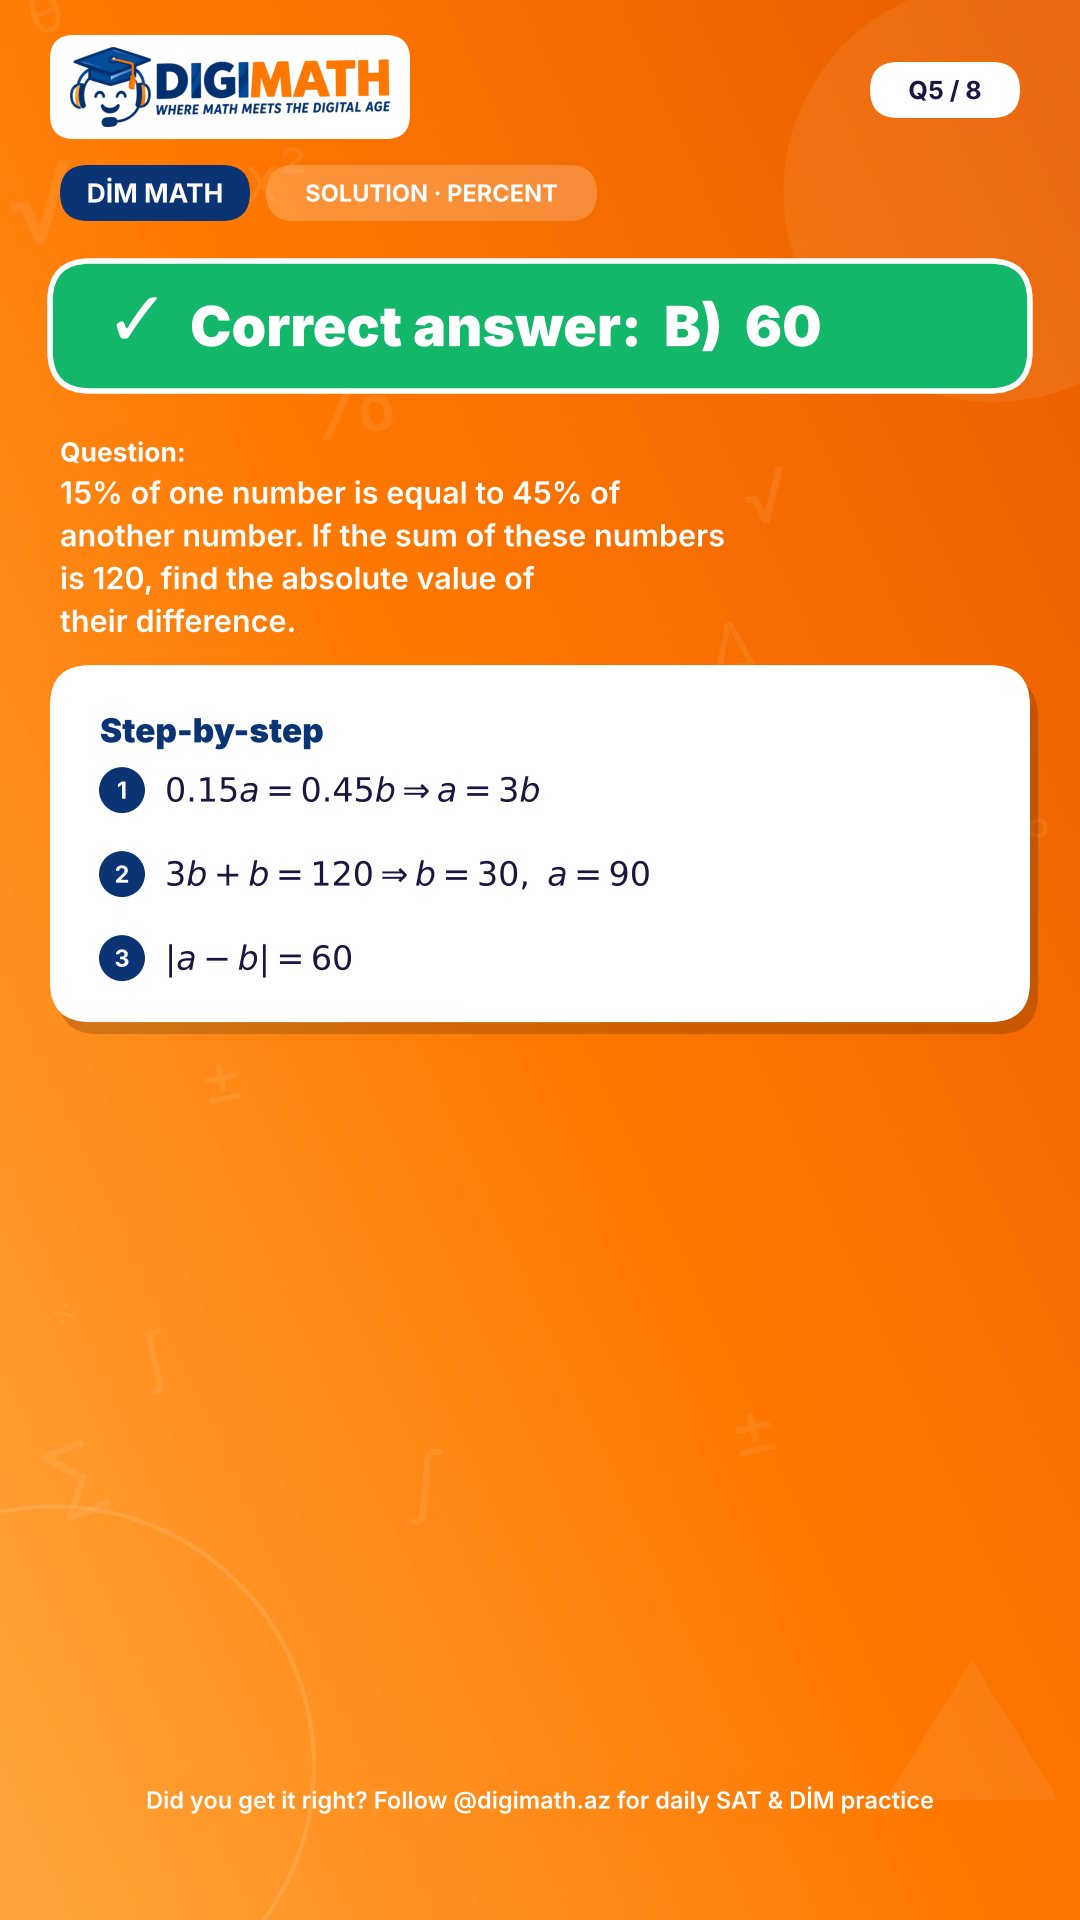 DIGIMATH
WHERE MATH MEETS THE DIGITAL AGE
Q5 / 8
DİM MATH
SOLUTION · PERCENT
✓ Correct answer: B) 60
Question:
15% of one number is equal to 45% of
another number. If the sum of these numbers
is 120, find the absolute value of
their difference.
Step-by-step
1 0.15a = 0.45b ⇒ a = 3b
2 3b + b = 120 ⇒ b = 30, a = 90
3 |a − b| = 60
Did you get it right? Follow @digimath.az for daily SAT & DİM practice